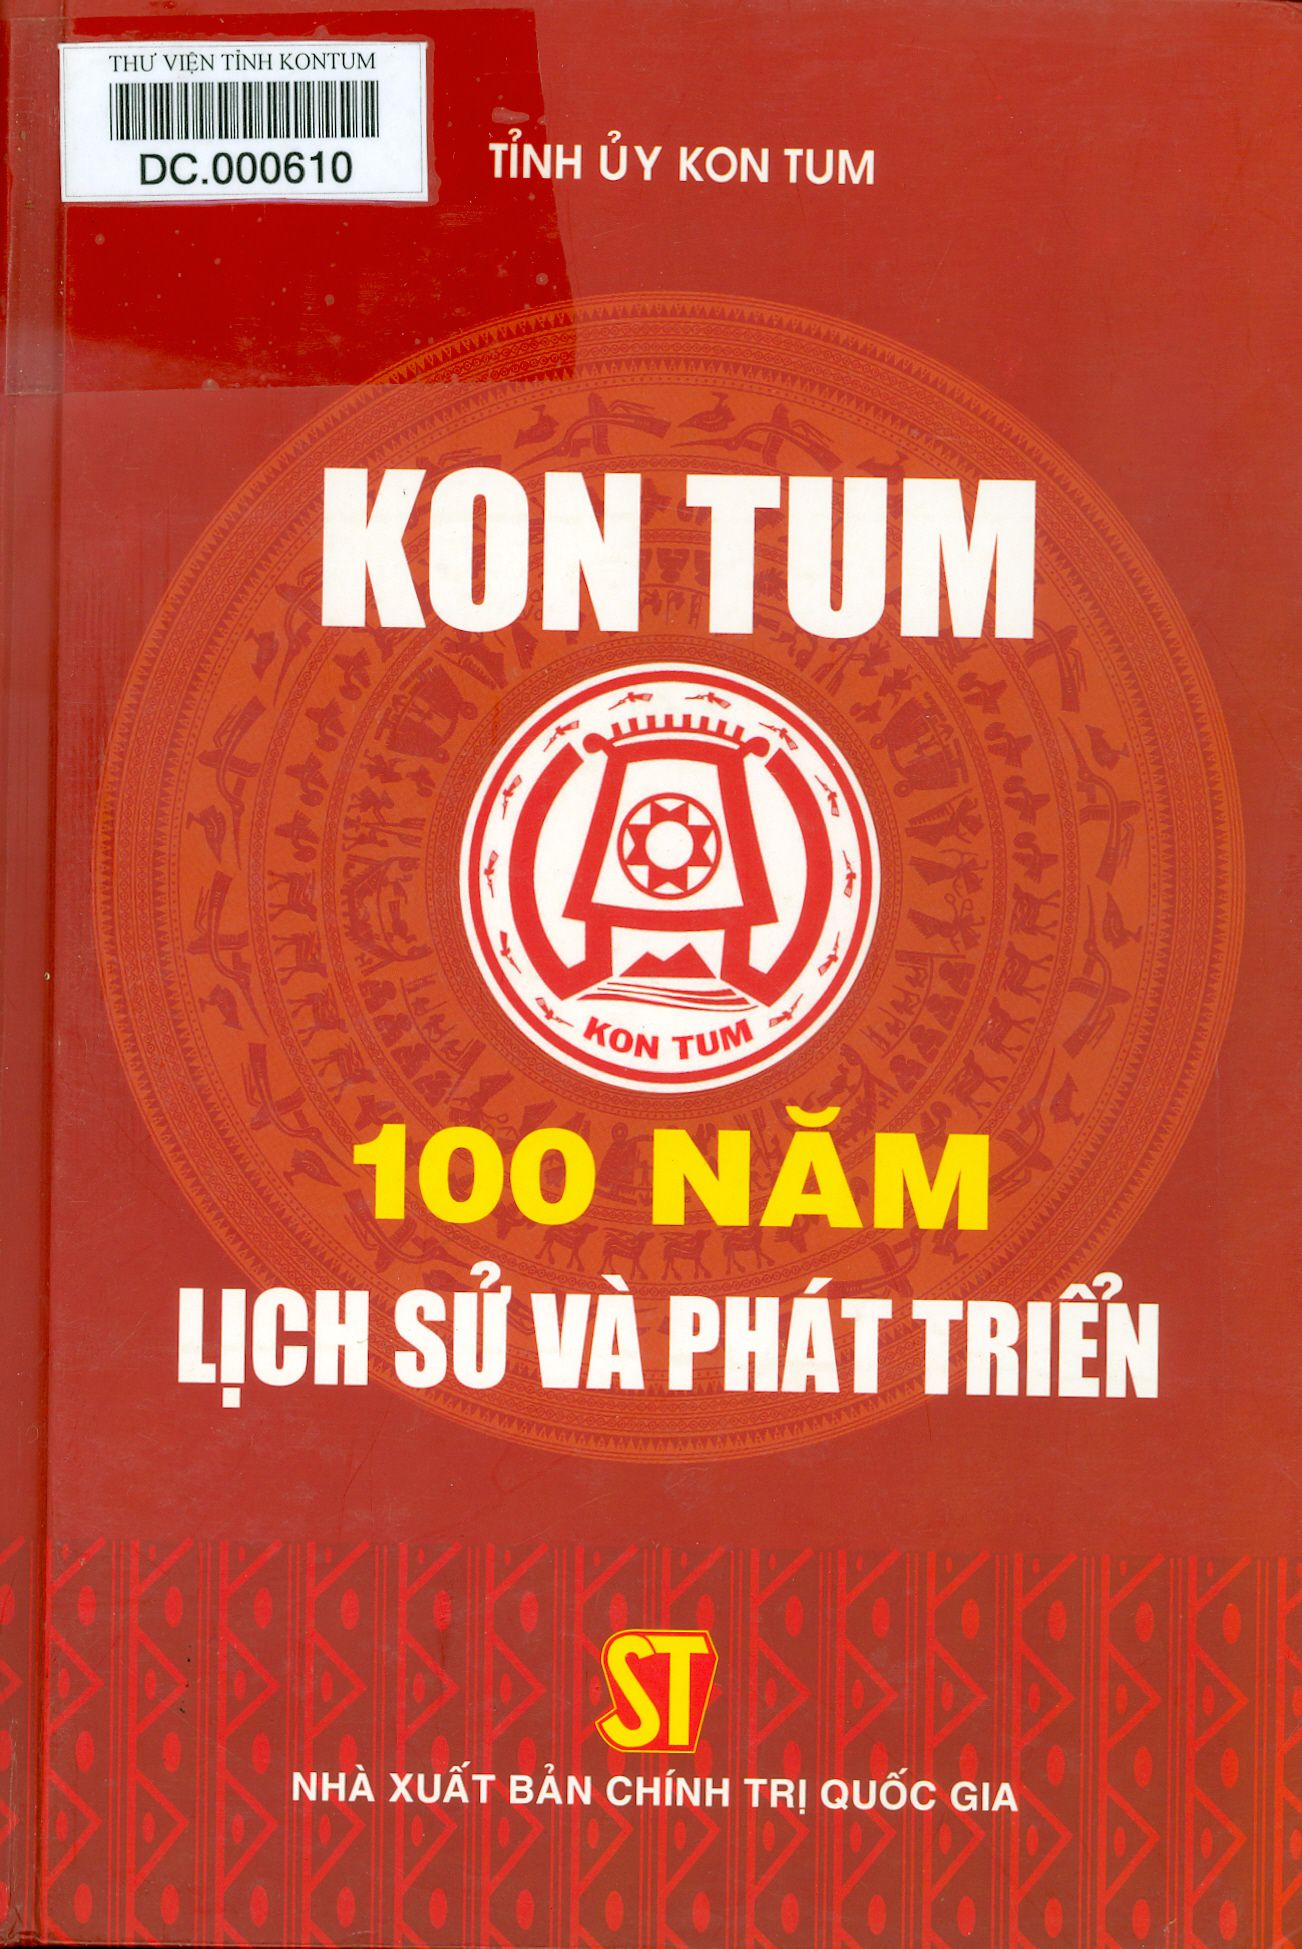 THƯ VIỆN TỈNH KONTUM
DC.000610
TỈNH ỦY KON TUM
KON TUM
KON TUM
100 NĂM
LỊCH SỬ VÀ PHÁT TRIỂN
ST
NHÀ XUẤT BẢN CHÍNH TRỊ QUỐC GIA